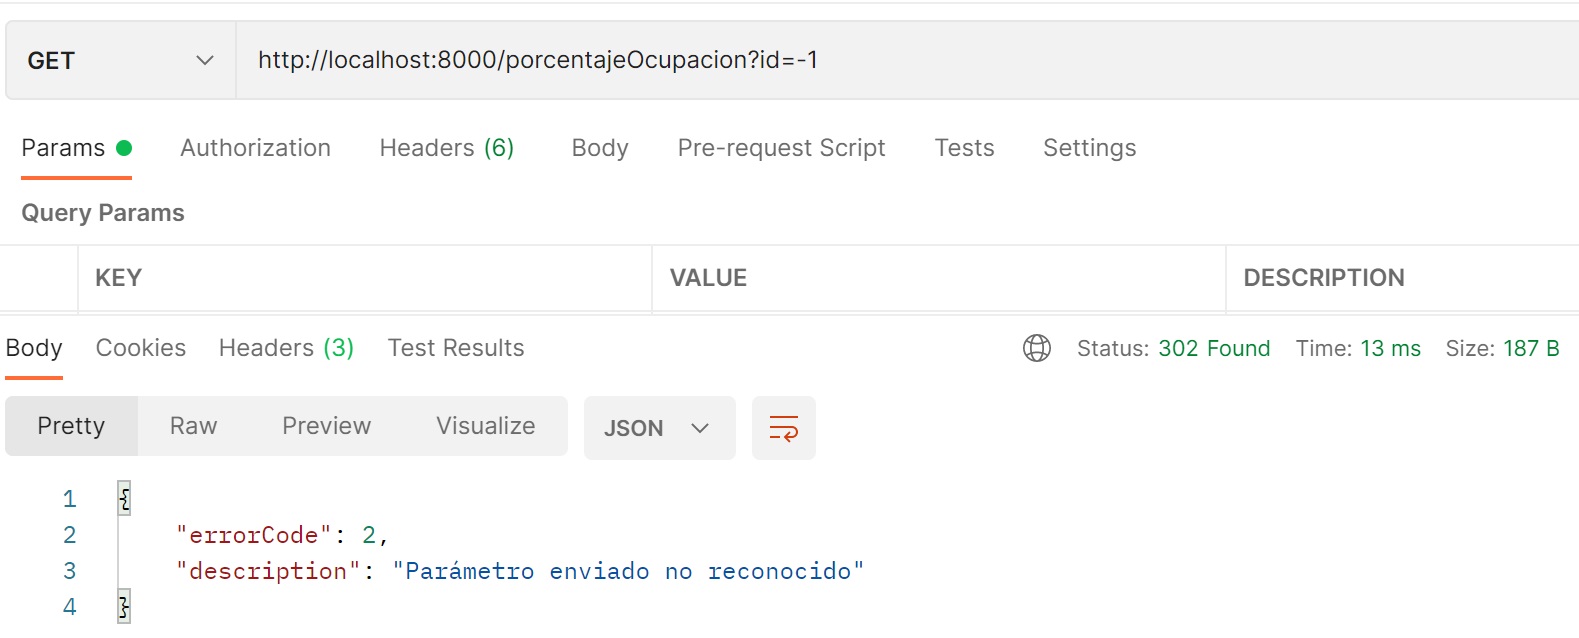 GET http://localhost:8000/porcentajeOcupacion?id=-1
Params Authorization Headers (6) Body Pre-request Script Tests Settings
Query Params
KEY VALUE DESCRIPTION
Body Cookies Headers (3) Test Results Status: 302 Found Time: 13 ms Size: 187 B
Pretty Raw Preview Visualize JSON
1 {
2 "errorCode": 2,
3 "description": "Parámetro enviado no reconocido"
4 }